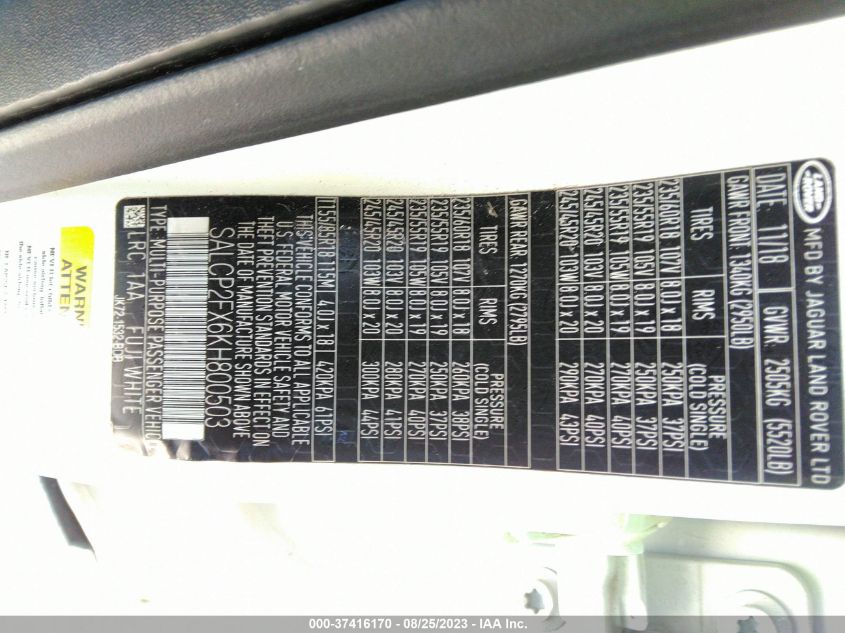 LAND ROVER
MFD BY JAGUAR LAND ROVER LTD
DATE: 11/18 GVWR: 2505KG (5520LB)
GAWR FRONT: 1340KG (2950LB)
TIRES RIMS PRESSURE (COLD SINGLE)
235/60R18 107V 8.0J x 18 250KPA 37PSI
235/55R19 105V 8.0J x 19 250KPA 37PSI
235/55R19 105W 8.0J x 19 270KPA 40PSI
245/45R20 103V 8.0J x 20 270KPA 40PSI
245/45R20 103W 8.0J x 20 290KPA 43PSI
GAWR REAR: 1270KG (2795LB)
TIRES RIMS PRESSURE (COLD SINGLE)
235/60R18 8.0J x 18 260KPA 38PSI
235/55R19 105V 8.0J x 19 250KPA 37PSI
235/55R19 105W 8.0J x 19 270KPA 40PSI
245/45R20 103V 8.0J x 20 280KPA 41PSI
245/45R20 103W 8.0J x 20 300KPA 44PSI
T155/85R18 115M 4.0J x 18 420KPA 61PSI
THIS VEHICLE CONFORMS TO ALL APPLICABLE
U.S. FEDERAL MOTOR VEHICLE SAFETY AND
THEFT PREVENTION STANDARDS IN EFFECT ON
THE DATE OF MANUFACTURE SHOWN ABOVE
SALCP2FX6KH800503
TYPE: MULTI-PURPOSE PASSENGER VEHICLE
LRC 1AA FUJI WHITE
WARN
ATTEN
000-37416170 - 08/25/2023 - IAA Inc.